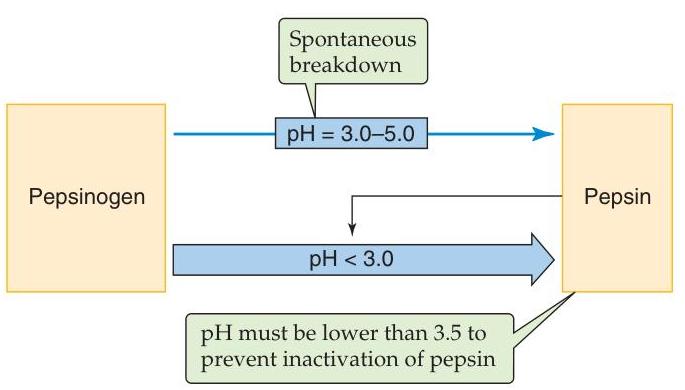 Spontaneous
breakdown
pH = 3.0–5.0
Pepsinogen
Pepsin
pH < 3.0
pH must be lower than 3.5 to
prevent inactivation of pepsin